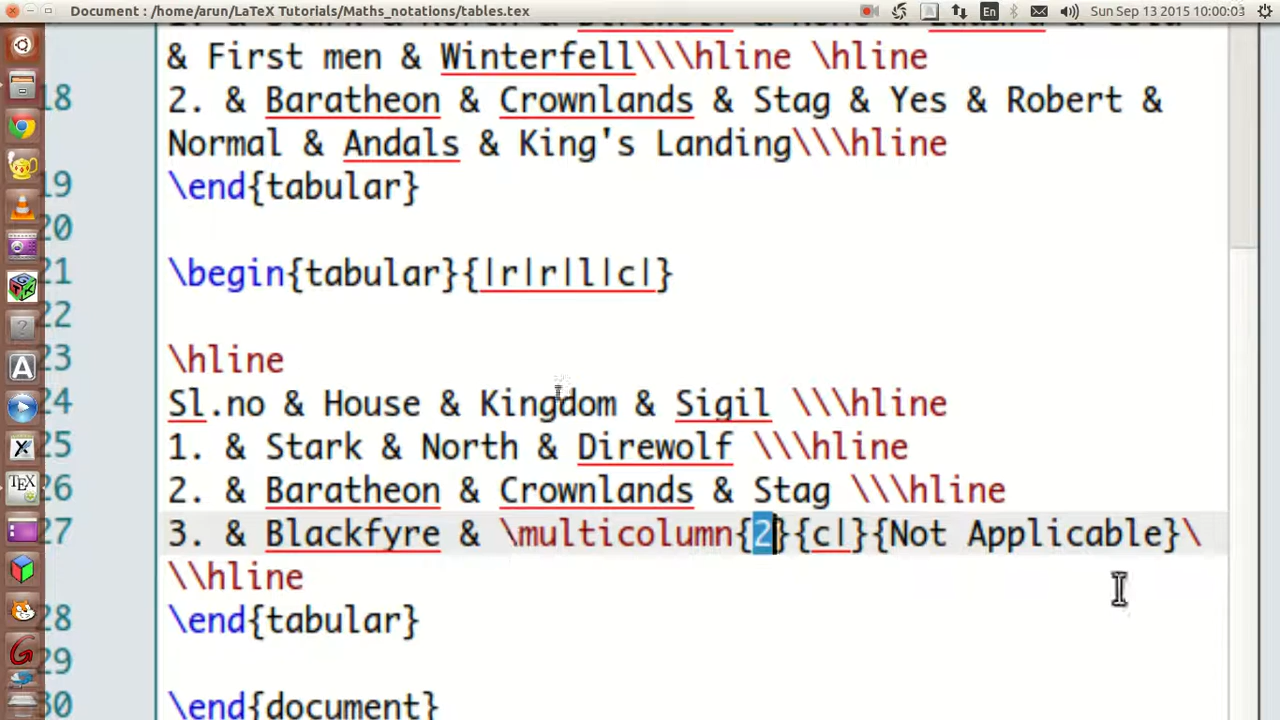 Document : /home/arun/LaTeX Tutorials/Maths_notations/tables.tex
En
Sun Sep 13 2015 10:00:03
& First men & Winterfell\\\hline \hline
18
2. & Baratheon & Crownlands & Stag & Yes & Robert &
Normal & Andals & King's Landing\\\hline
19
\end{tabular}
20
21
\begin{tabular}{|r|r|l|c|}
22
23
\hline
24
Sl.no & House & Kingdom & Sigil \\\hline
25
1. & Stark & North & Direwolf \\\hline
26
2. & Baratheon & Crownlands & Stag \\\hline
27
3. & Blackfyre & \multicolumn{2}{c|}{Not Applicable}\
\\hline
28
\end{tabular}
29
30
\end{document}